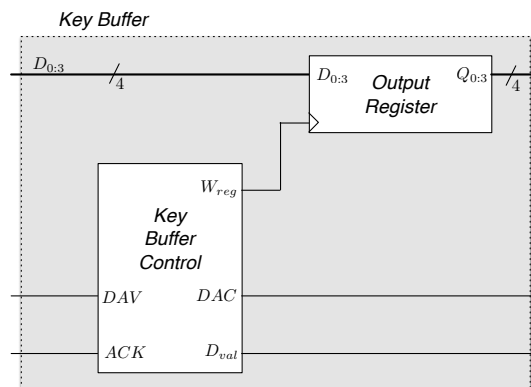 Key Buffer
D0:3
4
D0:3
Output
Register
Q0:3
4
Wreg
Key
Buffer
Control
DAV
DAC
ACK
Dval